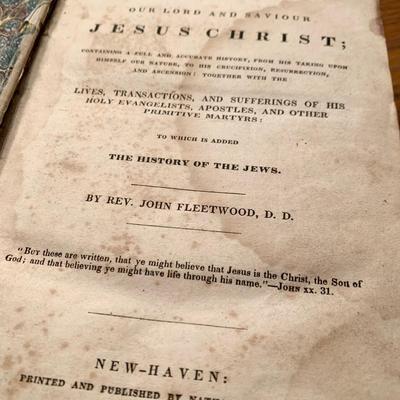 OUR LORD AND SAVIOUR
JESUS CHRIST;
CONTAINING A FULL AND ACCURATE HISTORY, FROM HIS TAKING UPON
HIMSELF OUR NATURE, TO HIS CRUCIFIXION, RESURRECTION,
AND ASCENSION: TOGETHER WITH THE
LIVES, TRANSACTIONS, AND SUFFERINGS OF HIS
HOLY EVANGELISTS, APOSTLES, AND OTHER
PRIMITIVE MARTYRS:
TO WHICH IS ADDED
THE HISTORY OF THE JEWS.
BY REV. JOHN FLEETWOOD, D. D.
"But these are written, that ye might believe that Jesus is the Christ, the Son of
God; and that believing ye might have life through his name."—John xx. 31.
NEW-HAVEN:
PRINTED AND PUBLISHED BY